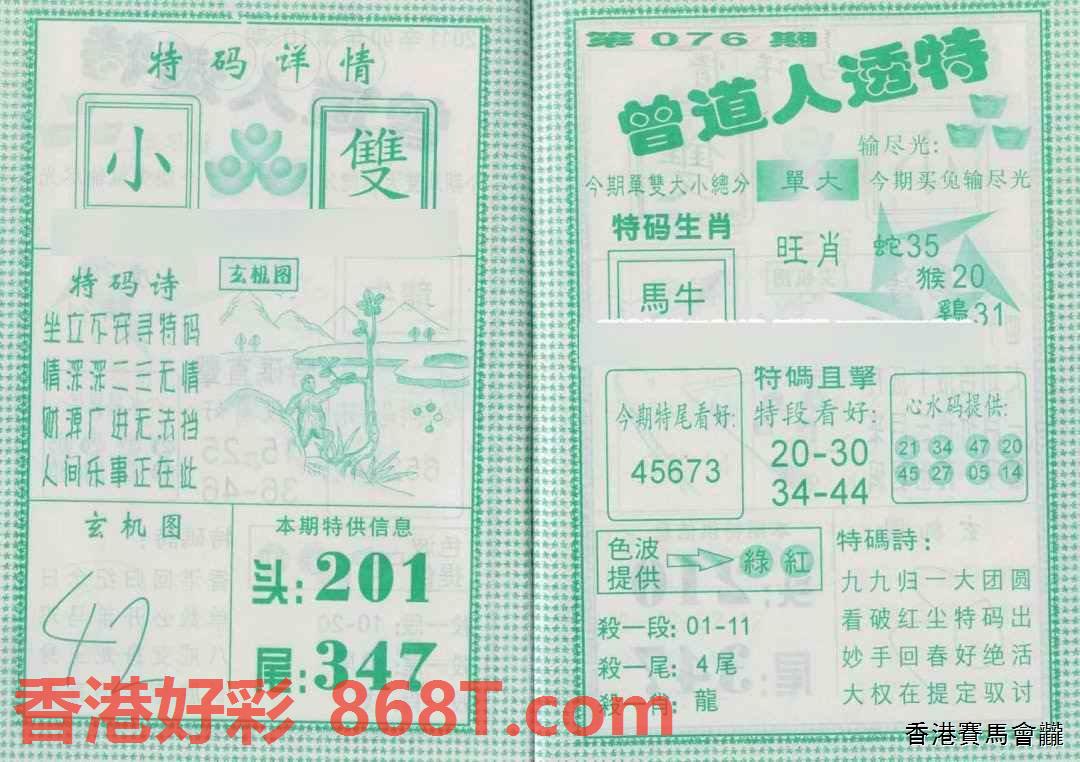 特码详情
小
雙
特码诗
玄机图
坐立不安寻特码
情深深二三无情
财源广进无法挡
人间乐事正在此
玄机图
42
本期特供信息
头:201
尾:347
第076期
曾道人透特
输尽光:
今期單雙大小總分
單大
今期买兔输尽光
特码生肖
馬牛
旺肖
蛇35
猴20
鷄31
今期特尾看好:
45673
特碼且擊
特段看好:
20-30
34-44
心水码提供:
21 34 47 20
45 27 05 14
色波
提供
綠 紅
殺一段: 01-11
殺一尾: 4尾
殺一肖: 龍
特碼詩:
九九归一大团圆
看破红尘特码出
妙手回春好绝活
大权在提定驭讨
香港好彩 868T.com
香港賽馬會